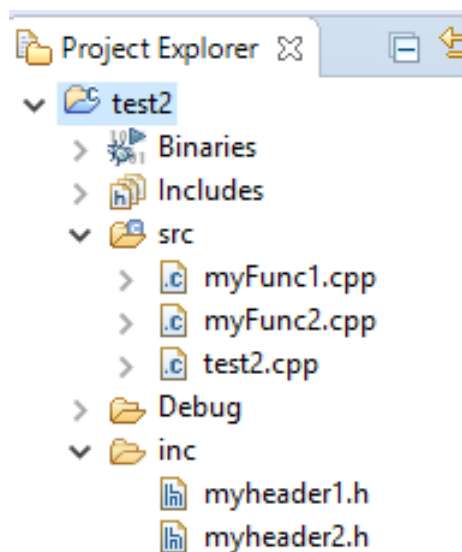 Project Explorer
test2
Binaries
Includes
src
myFunc1.cpp
myFunc2.cpp
test2.cpp
Debug
inc
myheader1.h
myheader2.h